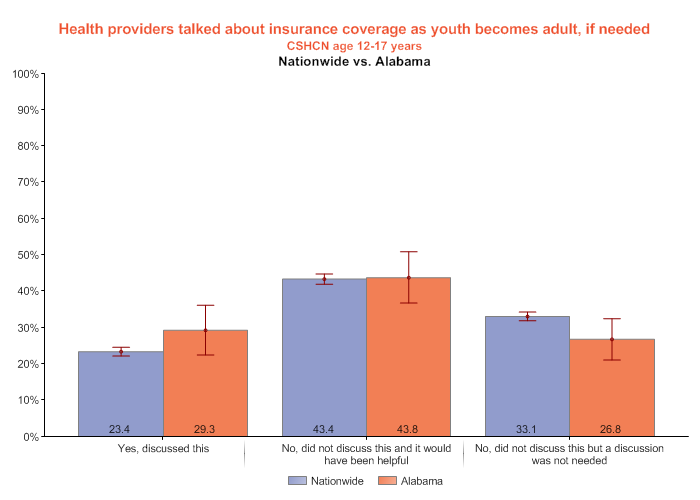 Health providers talked about insurance coverage as youth becomes adult, if needed
CSHCN age 12-17 years
Nationwide vs. Alabama
100%
90%
80%
70%
60%
50%
40%
30%
20%
10%
0%
23.4 29.3 43.4 43.8 33.1 26.8
Yes, discussed this
No, did not discuss this and it would
have been helpful
No, did not discuss this but a discussion
was not needed
Nationwide Alabama